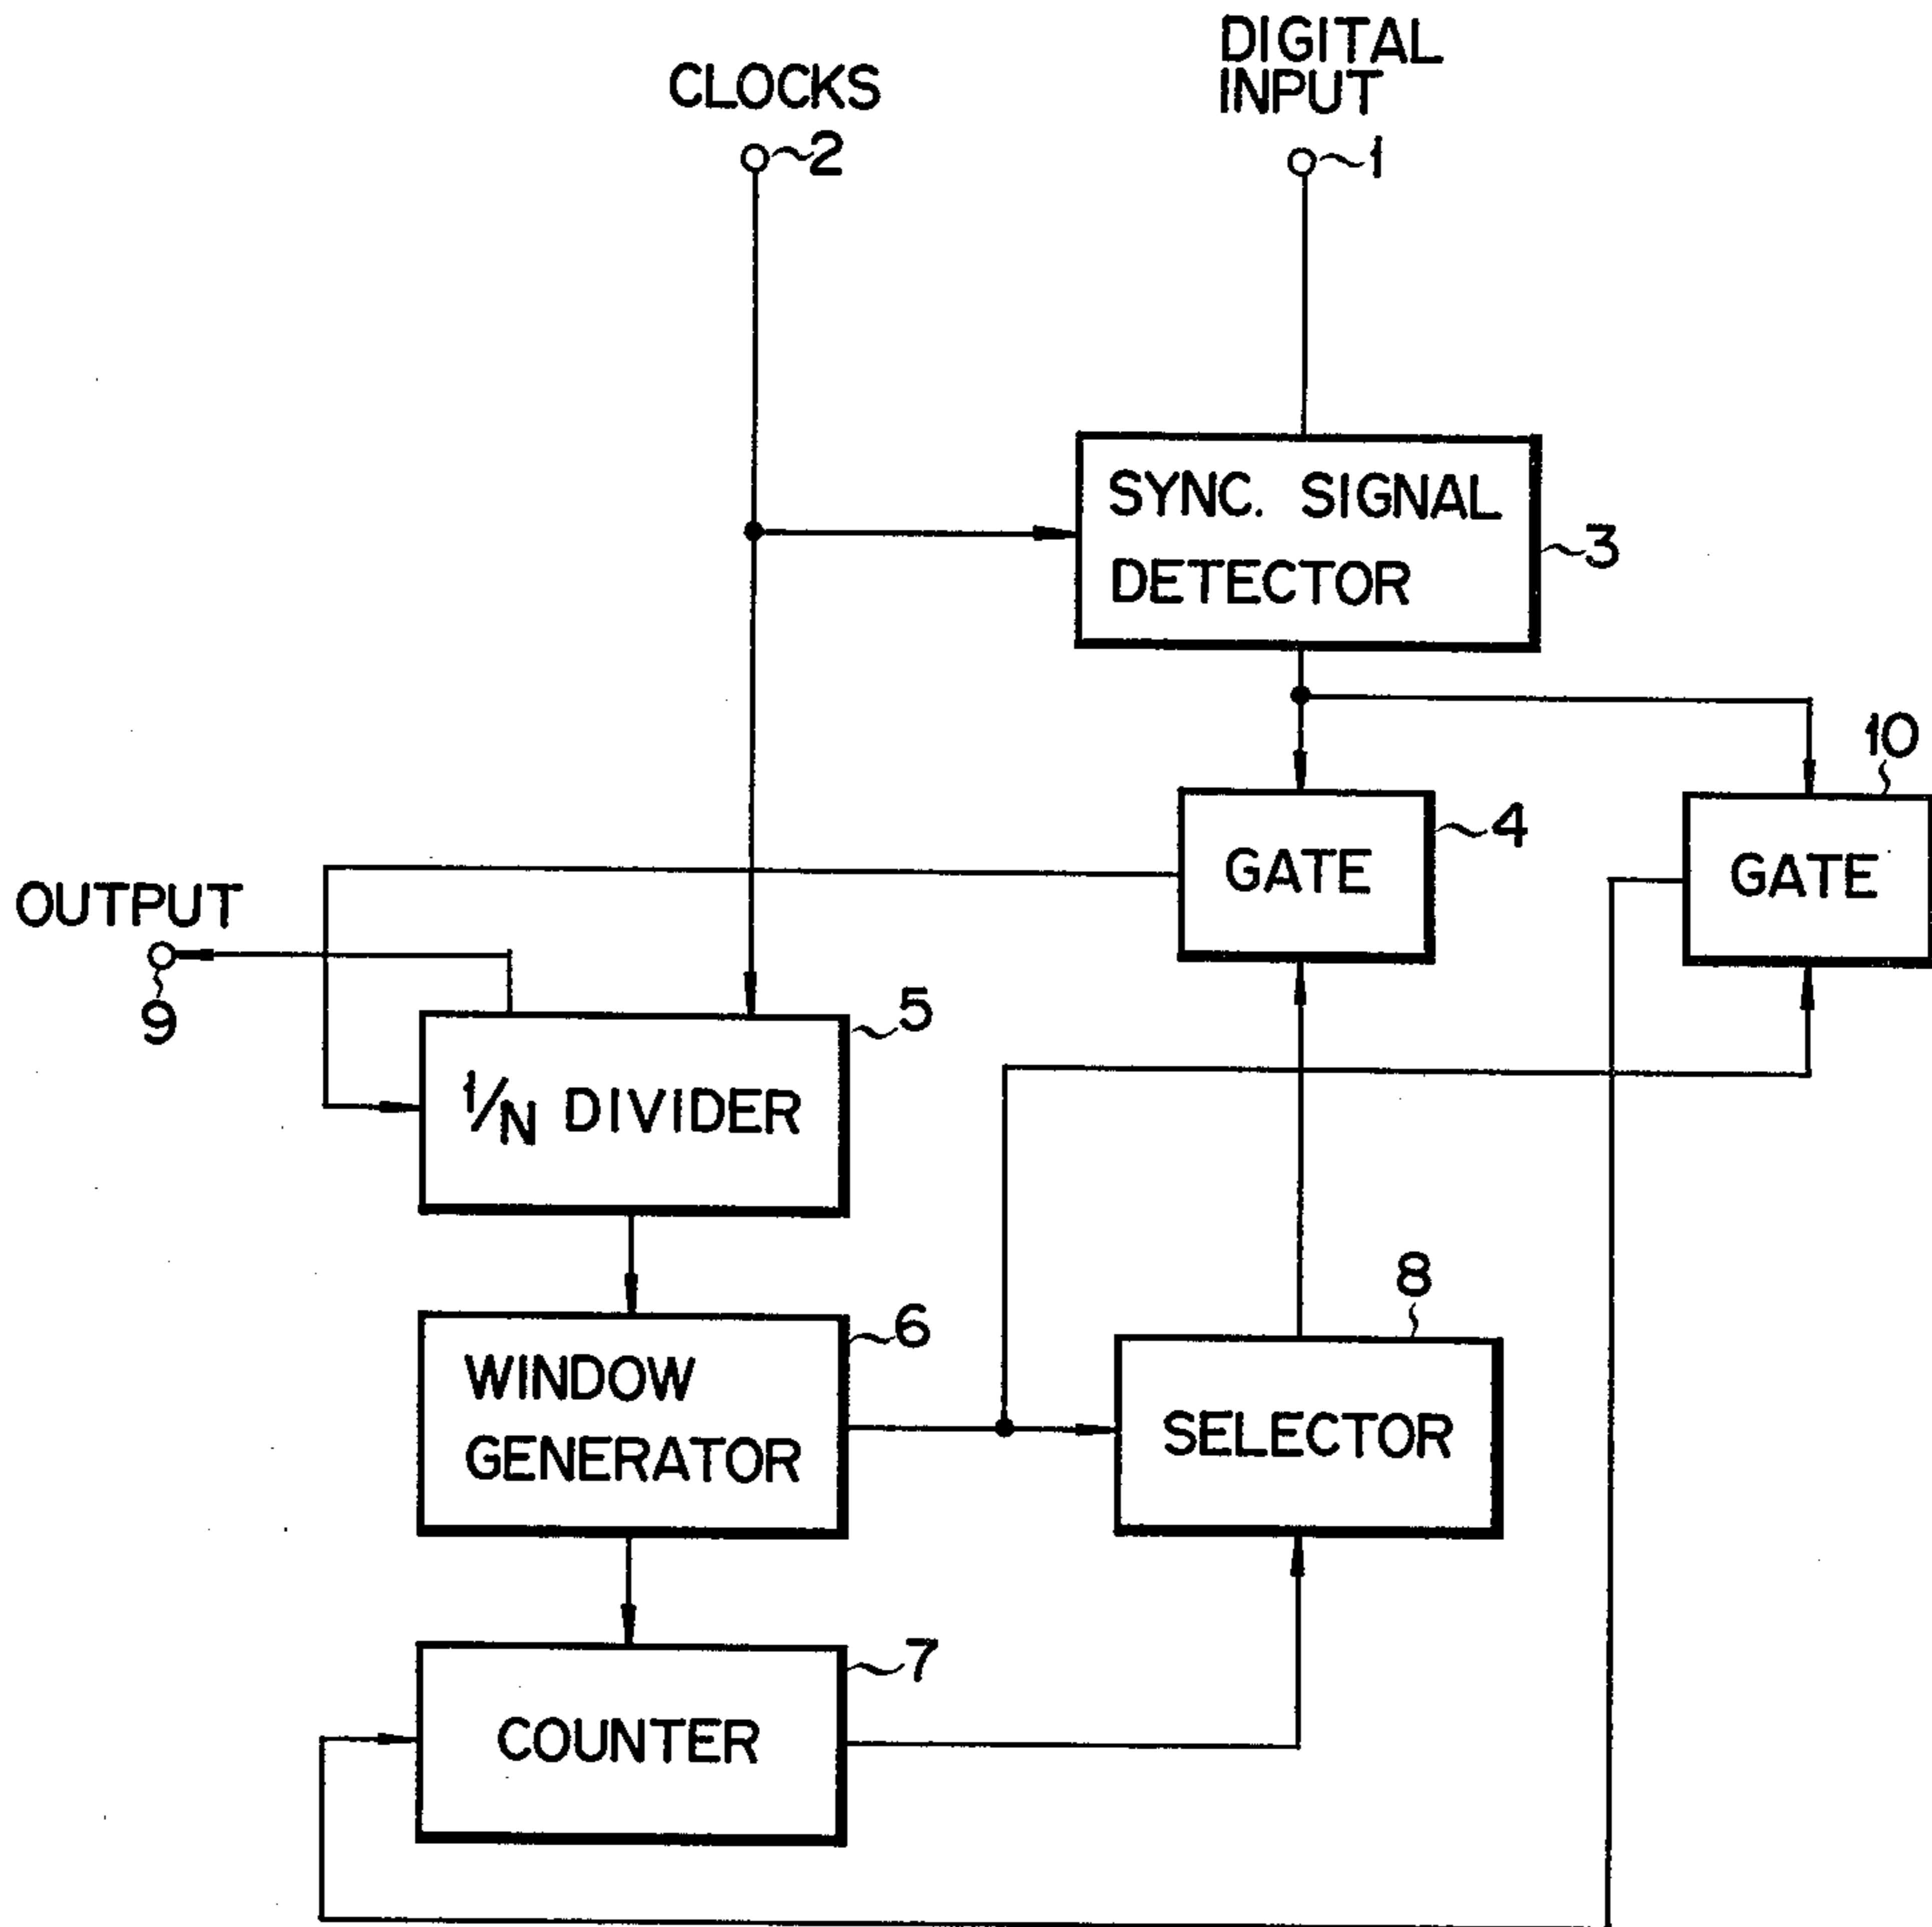 DIGITAL
INPUT
CLOCKS
2
1
SYNC. SIGNAL
DETECTOR
3
10
4
GATE
GATE
OUTPUT
9
5
1/N DIVIDER
8
6
WINDOW
GENERATOR
SELECTOR
7
COUNTER